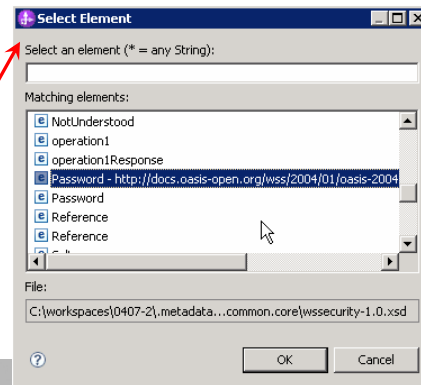 Select Element
Select an element (* = any String):
Matching elements:
NotUnderstood
operation1
operation1Response
Password - http://docs.oasis-open.org/wss/2004/01/oasis-2004
Password
Reference
Reference
File:
C:\workspaces\0407-2\.metadata...common.core\wssecurity-1.0.xsd
OK
Cancel